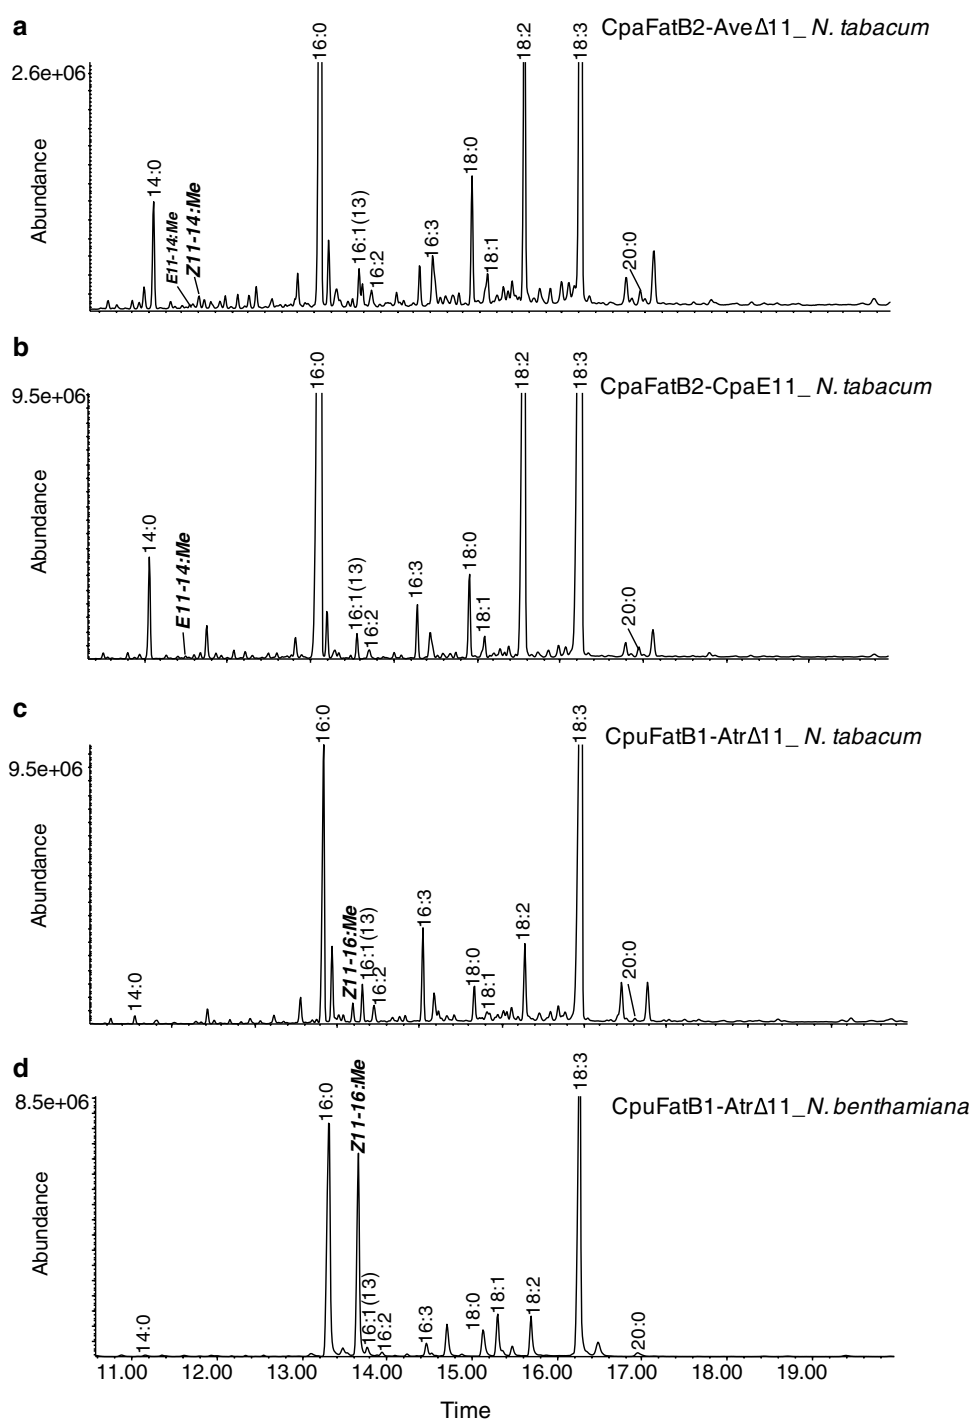 a
CpaFatB2-Ave∆11_ N. tabacum
2.6e+06
Abundance
14:0
E11-14:Me
Z11-14:Me
16:0
16:1(13)
16:2
16:3
18:0
18:1
18:2
18:3
20:0
b
CpaFatB2-CpaE11_ N. tabacum
9.5e+06
Abundance
14:0
E11-14:Me
16:0
16:1(13)
16:2
16:3
18:0
18:1
18:2
18:3
20:0
c
CpuFatB1-Atr∆11_ N. tabacum
9.5e+06
Abundance
14:0
16:0
Z11-16:Me
16:1(13)
16:2
16:3
18:0
18:1
18:2
18:3
20:0
d
CpuFatB1-Atr∆11_N. benthamiana
8.5e+06
Abundance
14:0
16:0
Z11-16:Me
16:1(13)
16:2
16:3
18:0
18:1
18:2
18:3
20:0
11.00 12.00 13.00 14.00 15.00 16.00 17.00 18.00 19.00
Time